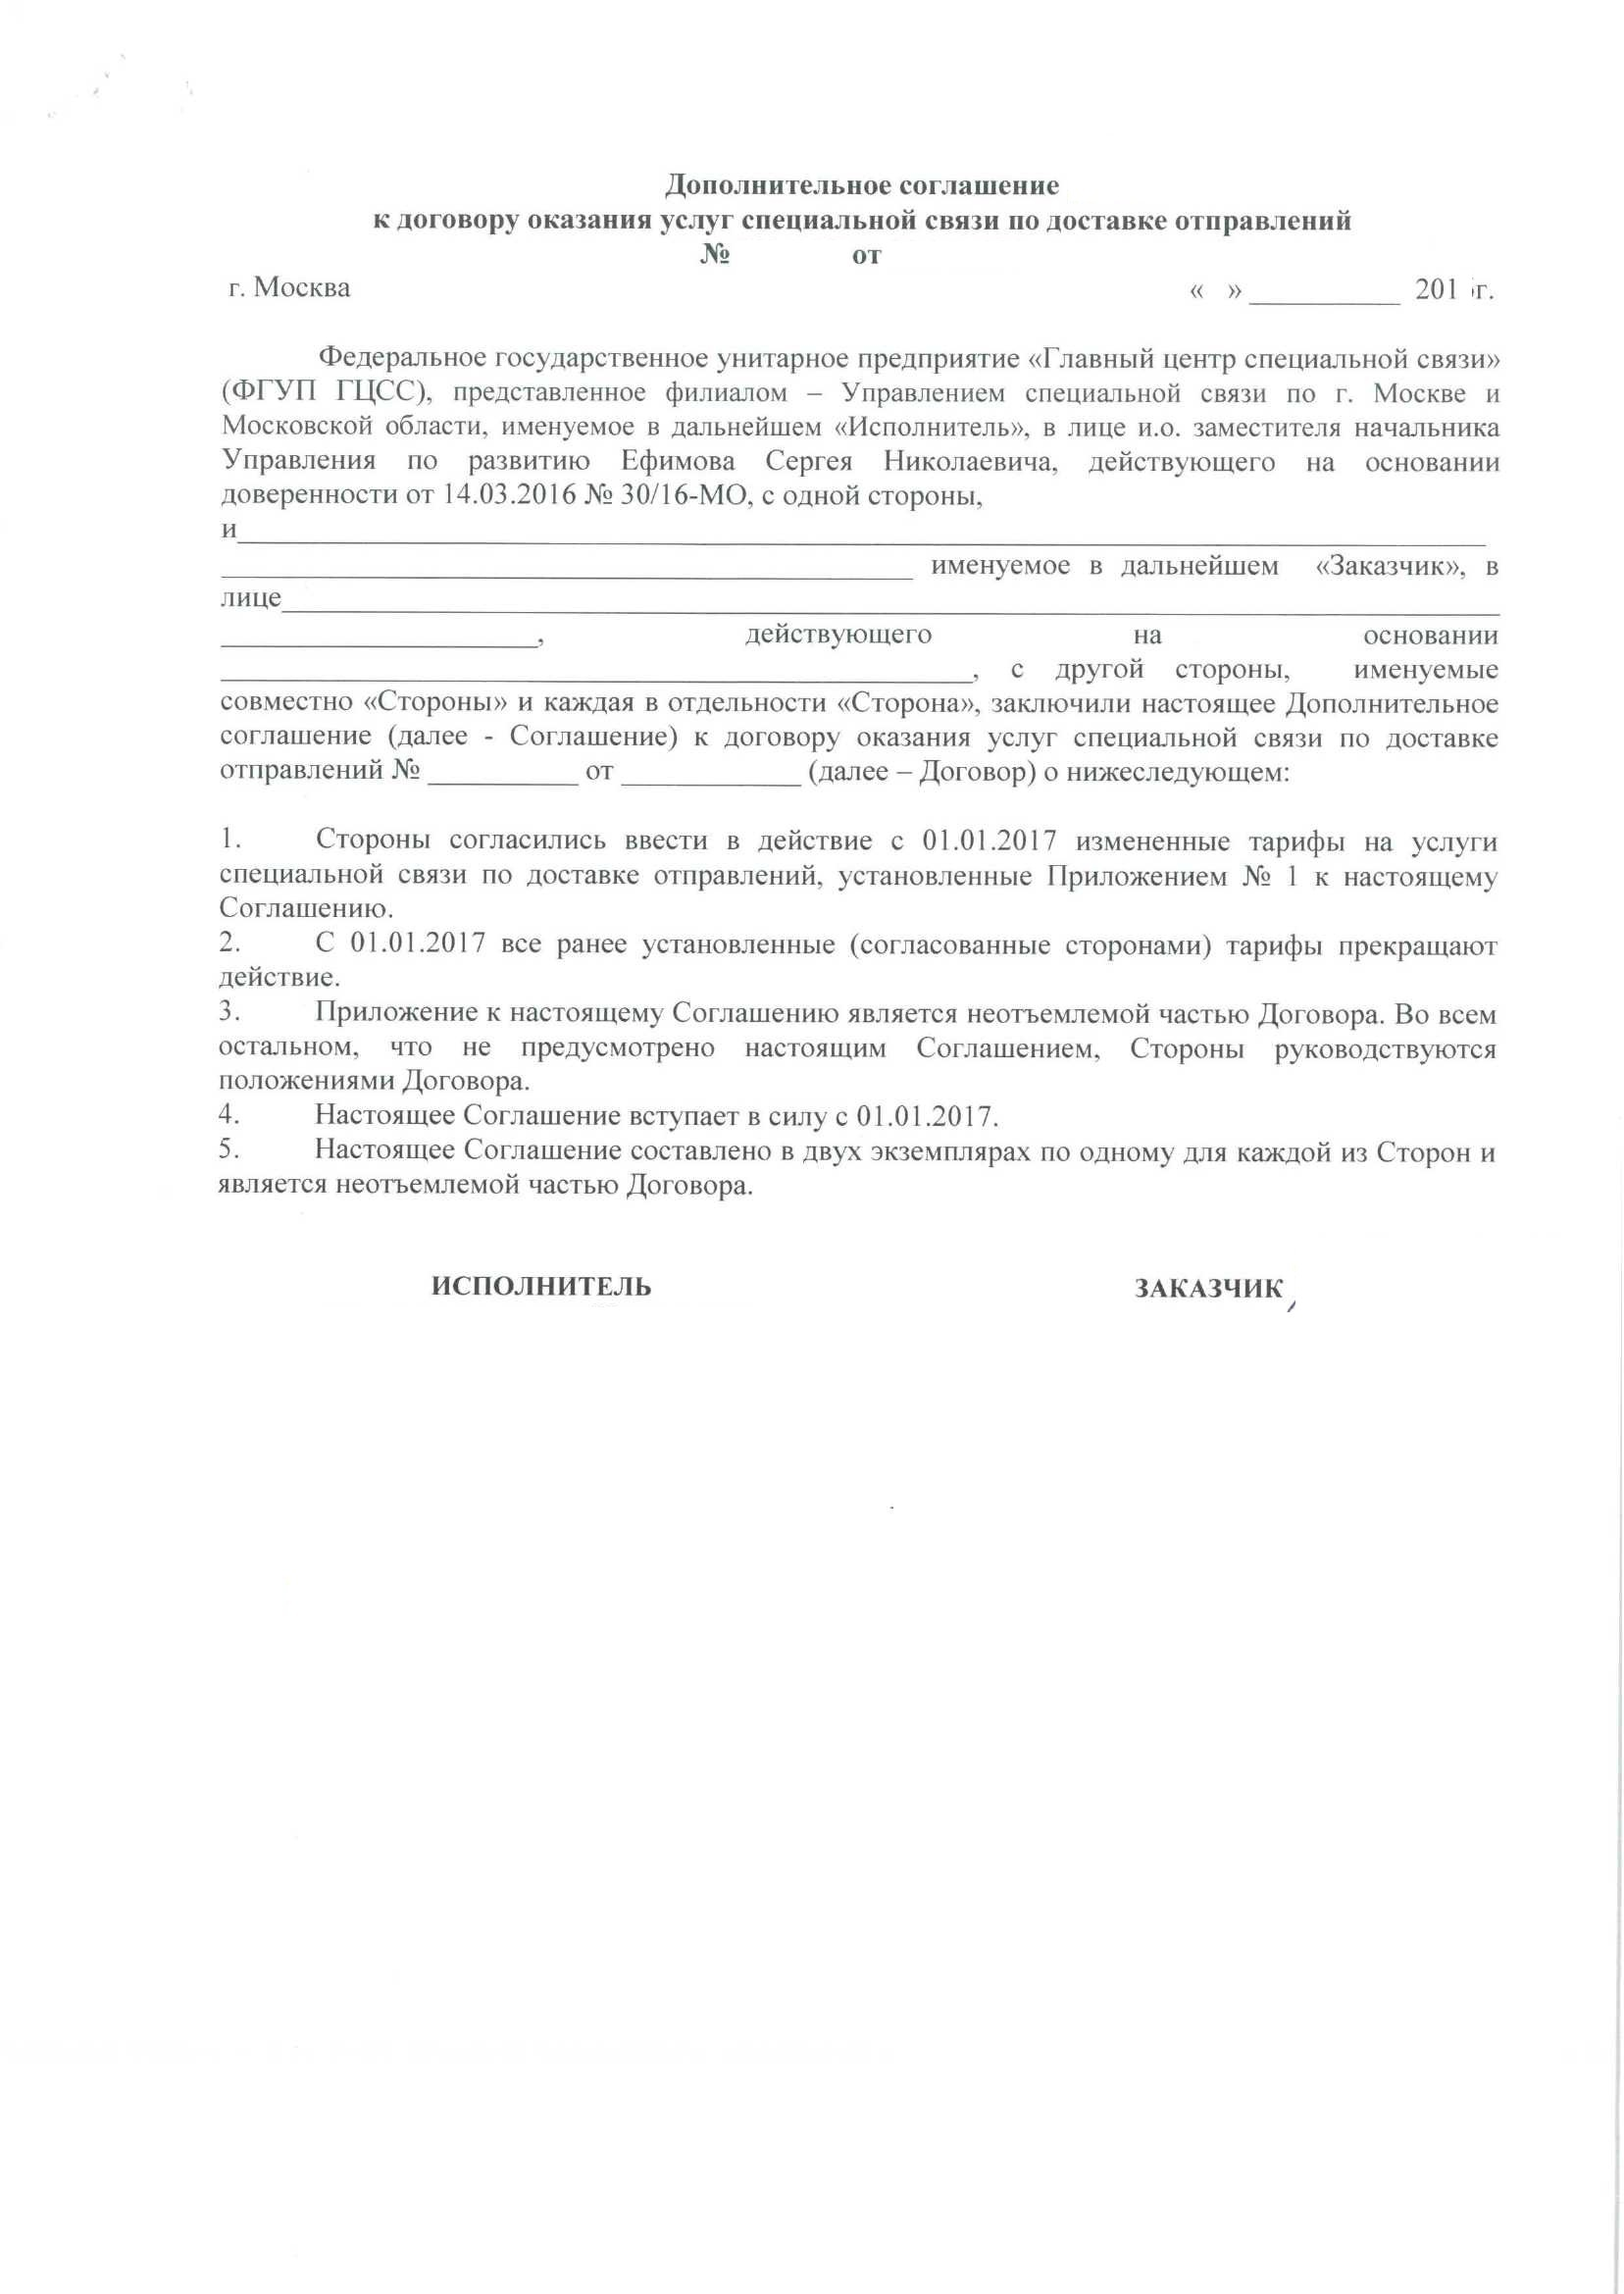 Дополнительное соглашение
к договору оказания услуг специальной связи по доставке отправлений
№ от
г. Москва « » __________ 201 г.
Федеральное государственное унитарное предприятие «Главный центр специальной связи»
(ФГУП ГЦСС), представленное филиалом – Управлением специальной связи по г. Москве и
Московской области, именуемое в дальнейшем «Исполнитель», в лице и.о. заместителя начальника
Управления по развитию Ефимова Сергея Николаевича, действующего на основании
доверенности от 14.03.2016 № 30/16-МО, с одной стороны,
и__________
__________ именуемое в дальнейшем «Заказчик», в
лице__________
__________, действующего на основании
__________, с другой стороны, именуемые
совместно «Стороны» и каждая в отдельности «Сторона», заключили настоящее Дополнительное
соглашение (далее - Соглашение) к договору оказания услуг специальной связи по доставке
отправлений № __________ от __________ (далее – Договор) о нижеследующем:
1. Стороны согласились ввести в действие с 01.01.2017 измененные тарифы на услуги
специальной связи по доставке отправлений, установленные Приложением № 1 к настоящему
Соглашению.
2. С 01.01.2017 все ранее установленные (согласованные сторонами) тарифы прекращают
действие.
3. Приложение к настоящему Соглашению является неотъемлемой частью Договора. Во всем
остальном, что не предусмотрено настоящим Соглашением, Стороны руководствуются
положениями Договора.
4. Настоящее Соглашение вступает в силу с 01.01.2017.
5. Настоящее Соглашение составлено в двух экземплярах по одному для каждой из Сторон и
является неотъемлемой частью Договора.
ИСПОЛНИТЕЛЬ ЗАКАЗЧИК